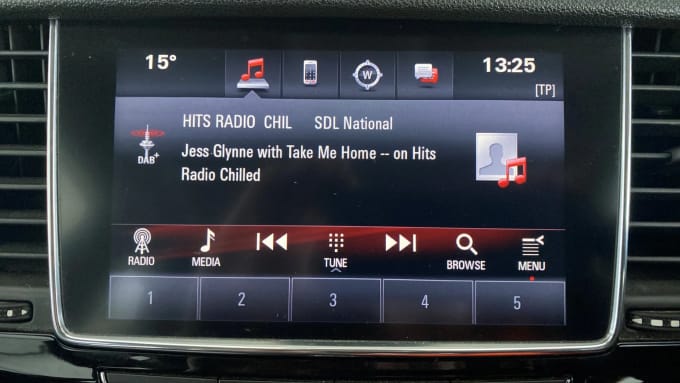 15°
W
13:25
[TP]
HITS RADIO CHIL SDL National
DAB+
Jess Glynne with Take Me Home -- on Hits
Radio Chilled
RADIO
MEDIA
TUNE
BROWSE
MENU
1 2 3 4 5